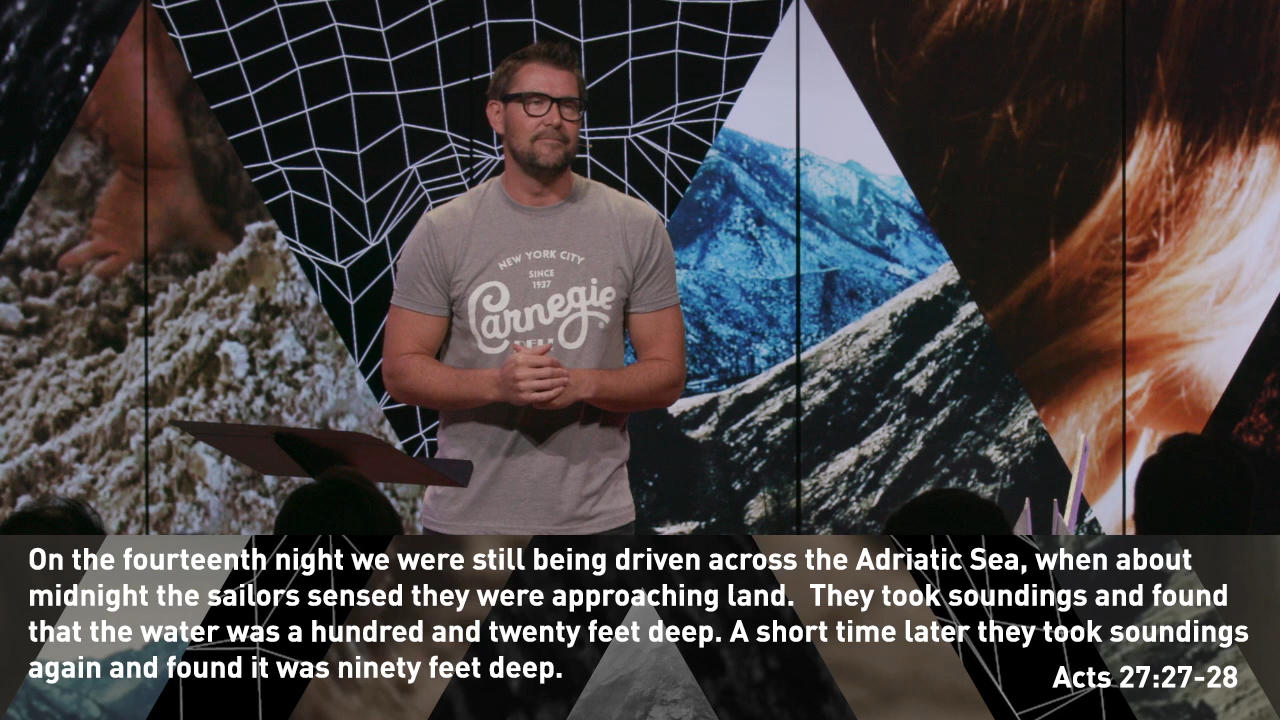 NEW YORK CITY
SINCE
1937
Carnegie
DELI
On the fourteenth night we were still being driven across the Adriatic Sea, when about
midnight the sailors sensed they were approaching land.  They took soundings and found
that the water was a hundred and twenty feet deep. A short time later they took soundings
again and found it was ninety feet deep.
Acts 27:27-28